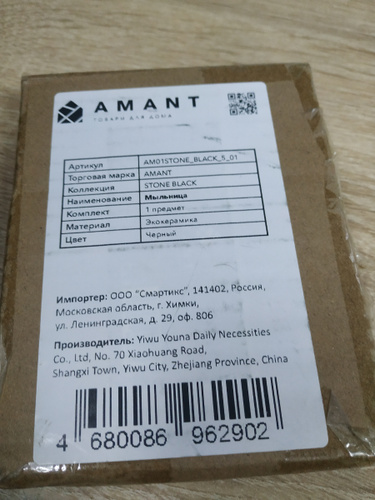 AMANT
ТОВАРЫ ДЛЯ ДОМА
Артикул AM01STONE_BLACK_S_01
Торговая марка AMANT
Коллекция STONE BLACK
Наименование Мыльница
Комплект 1 предмет
Материал Экокерамика
Цвет Черный
Импортер: ООО "Смартикс", 141402, Россия,
Московская область, г. Химки,
ул. Ленинградская, д. 29, оф. 806
Производитель: Yiwu Youna Daily Necessities
Co., Ltd, No. 70 Xiaohuang Road,
Shangxi Town, Yiwu City, Zhejiang Province, China
4 680086 962902